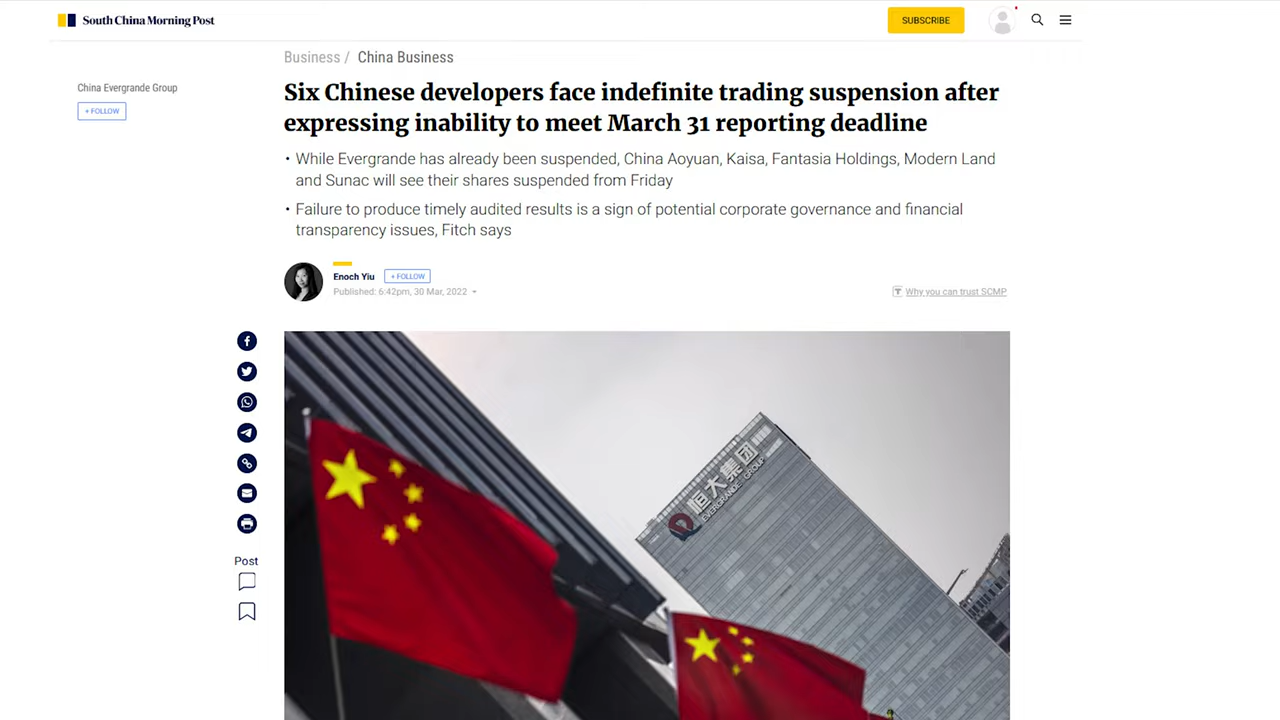 South China Morning Post
SUBSCRIBE
Business / China Business
China Evergrande Group
+ FOLLOW
Six Chinese developers face indefinite trading suspension after
expressing inability to meet March 31 reporting deadline
• While Evergrande has already been suspended, China Aoyuan, Kaisa, Fantasia Holdings, Modern Land
and Sunac will see their shares suspended from Friday
• Failure to produce timely audited results is a sign of potential corporate governance and financial
transparency issues, Fitch says
Enoch Yiu
+ FOLLOW
Published: 6:42pm, 30 Mar, 2022
Why you can trust SCMP
Post
恒大集团
EVERGRANDE GROUP